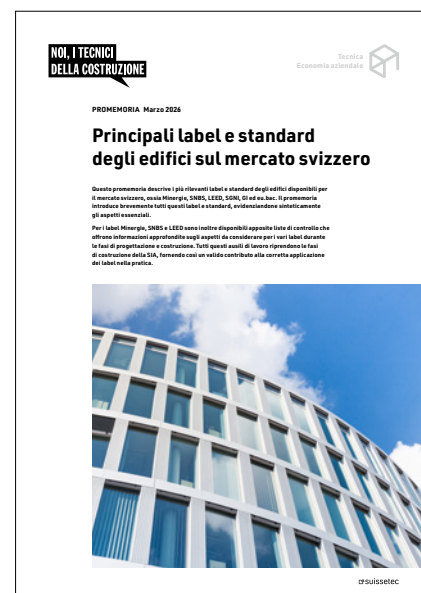 NOI, I TECNICI
DELLA COSTRUZIONE
Tecnica
Economia aziendale
PROMEMORIA Marzo 2026
Principali label e standard
degli edifici sul mercato svizzero
Questo promemoria descrive i più rilevanti label e standard degli edifici disponibili per
il mercato svizzero, ossia Minergie, SNBS, LEED, SGNI, GI ed eu.bac. Il promemoria
introduce brevemente tutti questi label e standard, evidenziandone sinteticamente
gli aspetti essenziali.
Per i label Minergie, SNBS e LEED sono inoltre disponibili apposite liste di controllo che
offrono informazioni approfondite sugli aspetti da considerare per i vari label durante
le fasi di progettazione e costruzione. Tutti questi ausili di lavoro riprendono le fasi
di costruzione della SIA, fornendo così un valido contributo alla corretta applicazione
dei label nella pratica.
suissetec